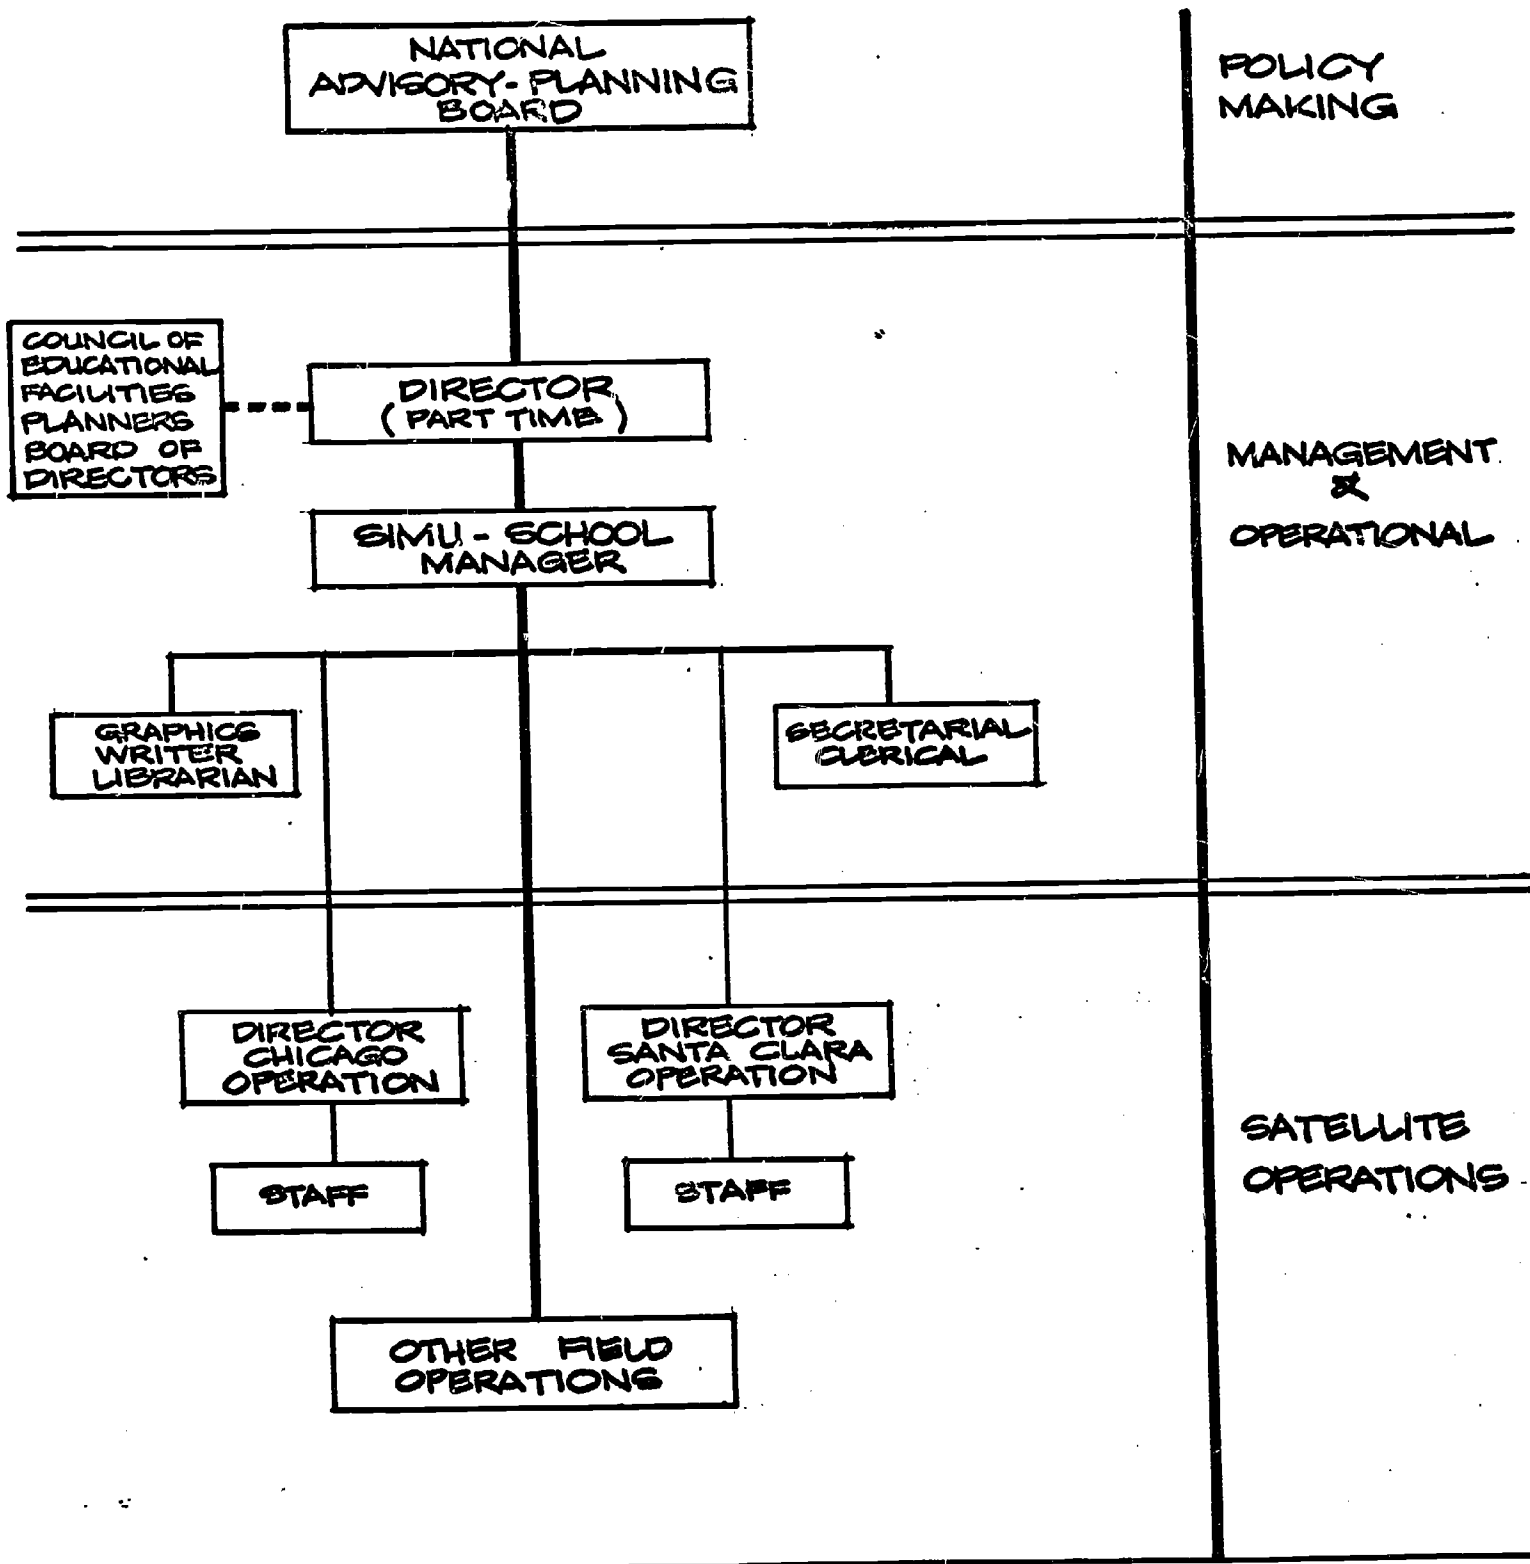 NATIONAL
ADVISORY-PLANNING
BOARD
POLICY
MAKING
COUNCIL OF
EDUCATIONAL
FACILITIES
PLANNERS
BOARD OF
DIRECTORS
DIRECTOR
(PART TIME)
MANAGEMENT
&
OPERATIONAL
SIMU-SCHOOL
MANAGER
GRAPHICS
WRITER
LIBRARIAN
SECRETARIAL
CLERICAL
DIRECTOR
CHICAGO
OPERATION
DIRECTOR
SANTA CLARA
OPERATION
SATELLITE
OPERATIONS
STAFF
STAFF
OTHER FIELD
OPERATIONS